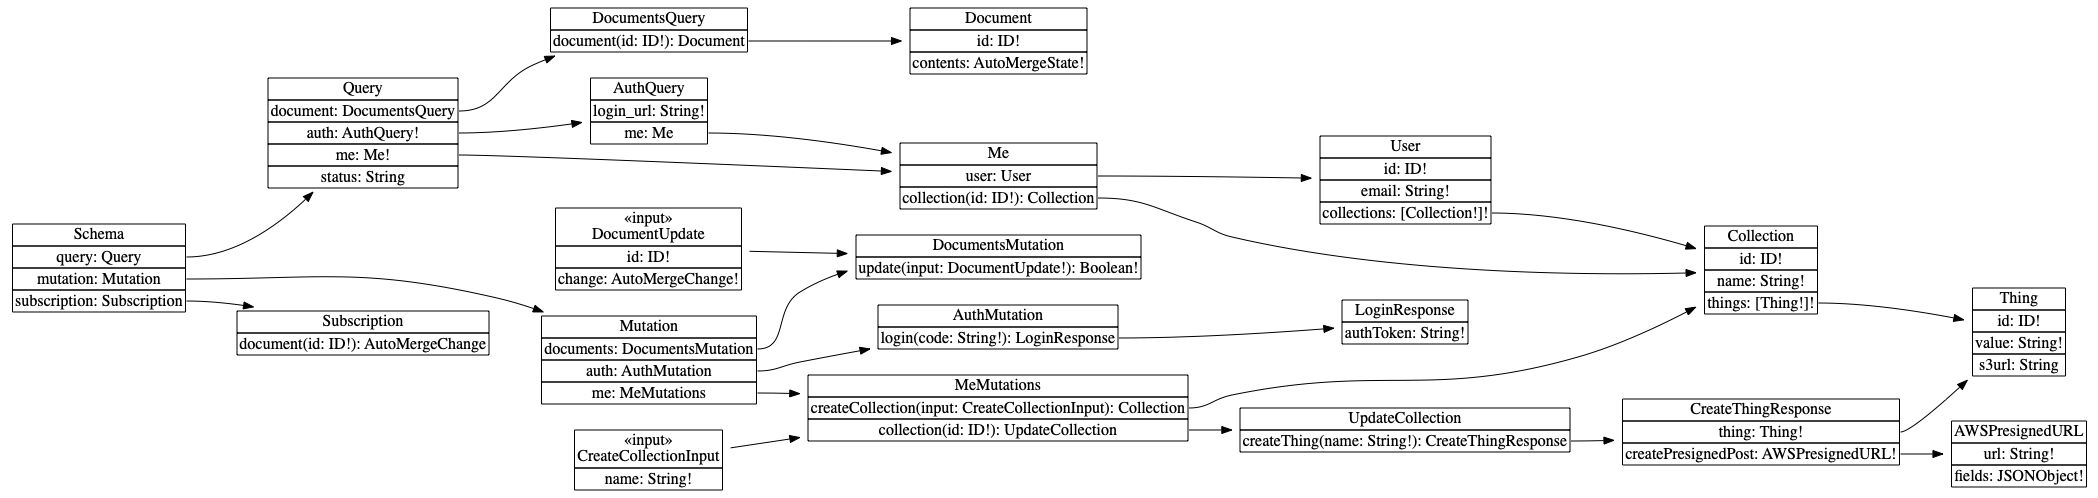 Schema
query: Query
mutation: Mutation
subscription: Subscription
Query
document: DocumentsQuery
auth: AuthQuery!
me: Me!
status: String
Subscription
document(id: ID!): AutoMergeChange
DocumentsQuery
document(id: ID!): Document
AuthQuery
login_url: String!
me: Me
«input»
DocumentUpdate
id: ID!
change: AutoMergeChange!
Mutation
documents: DocumentsMutation
auth: AuthMutation
me: MeMutations
«input»
CreateCollectionInput
name: String!
Document
id: ID!
contents: AutoMergeState!
Me
user: User
collection(id: ID!): Collection
DocumentsMutation
update(input: DocumentUpdate!): Boolean!
AuthMutation
login(code: String!): LoginResponse
MeMutations
createCollection(input: CreateCollectionInput): Collection
collection(id: ID!): UpdateCollection
User
id: ID!
email: String!
collections: [Collection!]!
LoginResponse
authToken: String!
UpdateCollection
createThing(name: String!): CreateThingResponse
Collection
id: ID!
name: String!
things: [Thing!]!
CreateThingResponse
thing: Thing!
createPresignedPost: AWSPresignedURL!
Thing
id: ID!
value: String!
s3url: String
AWSPresignedURL
url: String!
fields: JSONObject!